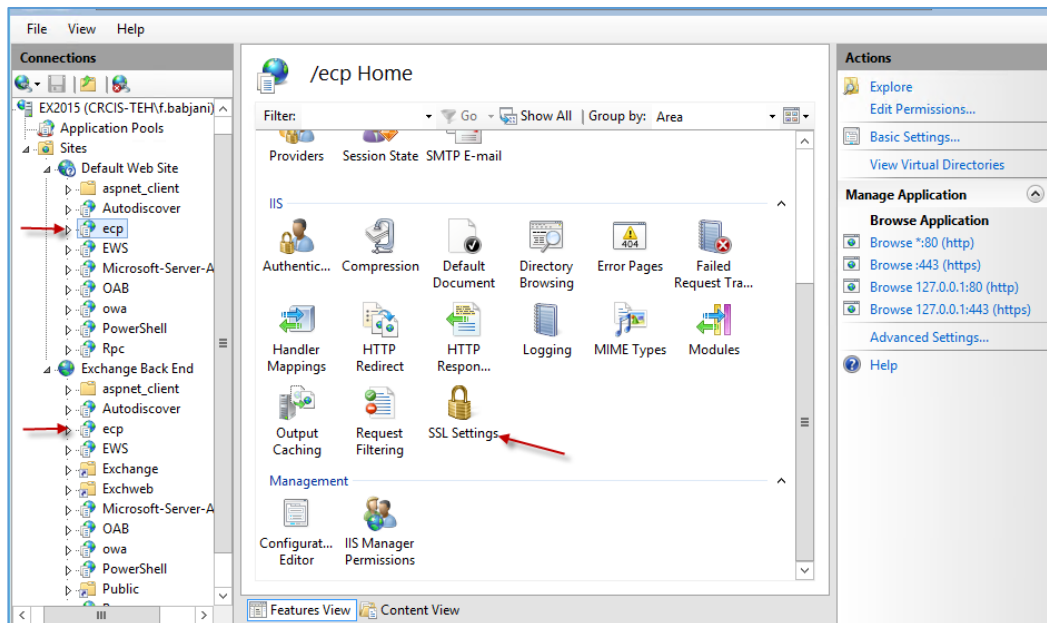 File View Help
Connections
EX2015 (CRCIS-TEH\f.babjani)
Application Pools
Sites
Default Web Site
aspnet_client
Autodiscover
ecp
EWS
Microsoft-Server-A
OAB
owa
PowerShell
Rpc
Exchange Back End
aspnet_client
Autodiscover
ecp
EWS
Exchange
Exchweb
Microsoft-Server-A
OAB
owa
PowerShell
Public
/ecp Home
Filter: Go Show All Group by: Area
Providers Session State SMTP E-mail
IIS
Authentic... Compression Default Document Directory Browsing Error Pages Failed Request Tra...
404
Handler Mappings HTTP Redirect HTTP Respon... Logging MIME Types Modules
Output Caching Request Filtering SSL Settings
Management
Configurat... Editor IIS Manager Permissions
Features View Content View
Actions
Explore
Edit Permissions...
Basic Settings...
View Virtual Directories
Manage Application
Browse Application
Browse *:80 (http)
Browse :443 (https)
Browse 127.0.0.1:80 (http)
Browse 127.0.0.1:443 (https)
Advanced Settings...
Help